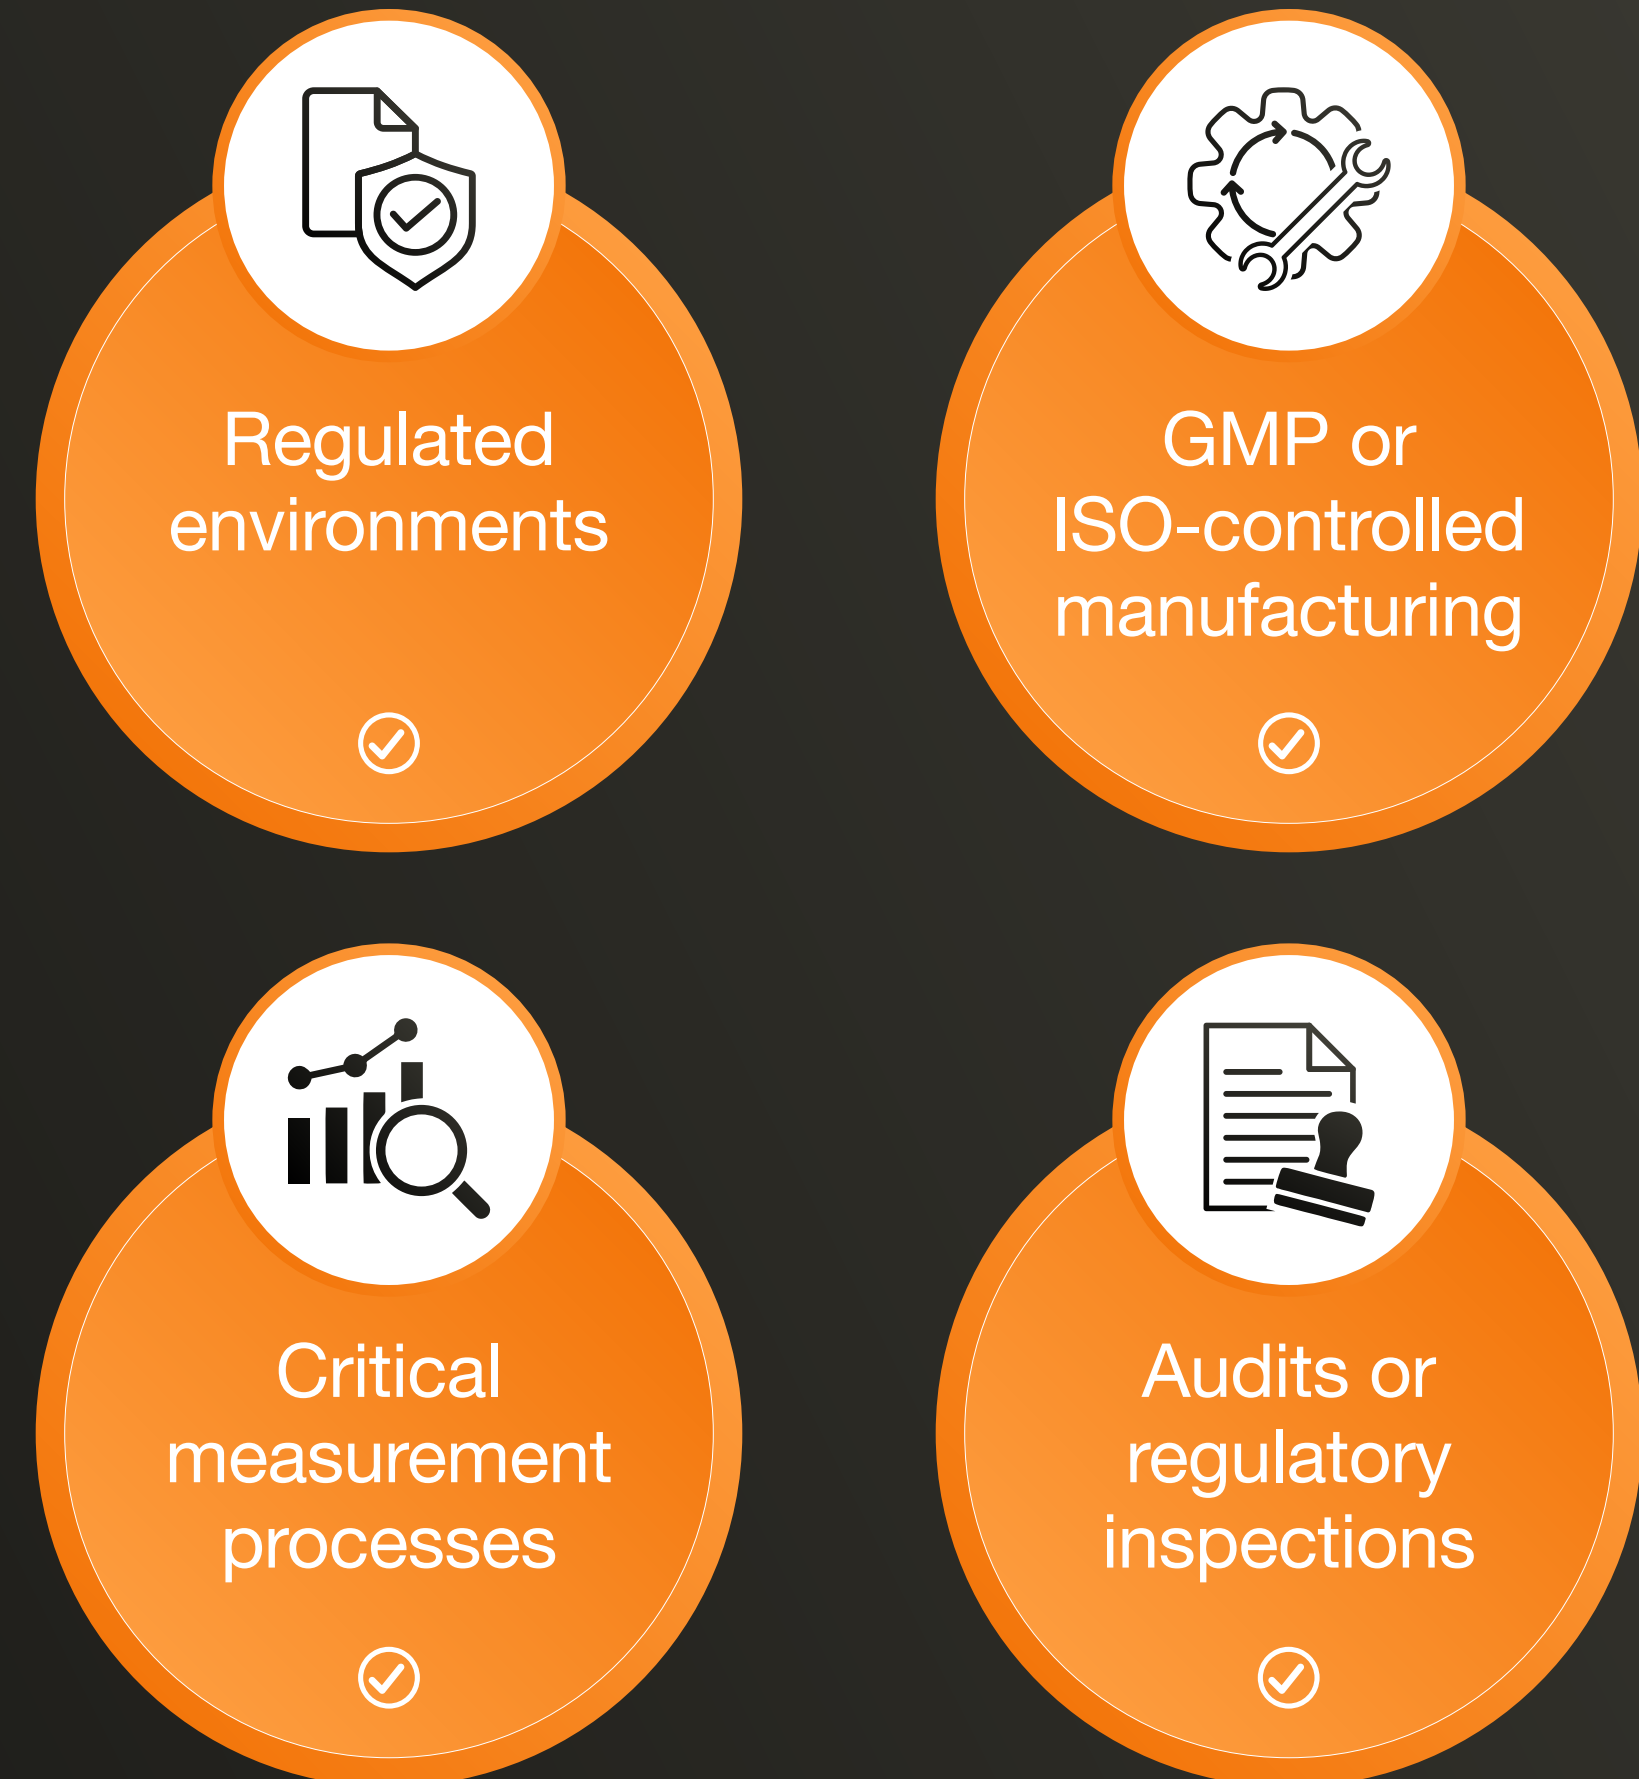 Regulated
environments
GMP or
ISO-controlled
manufacturing
Critical
measurement
processes
Audits or
regulatory
inspections